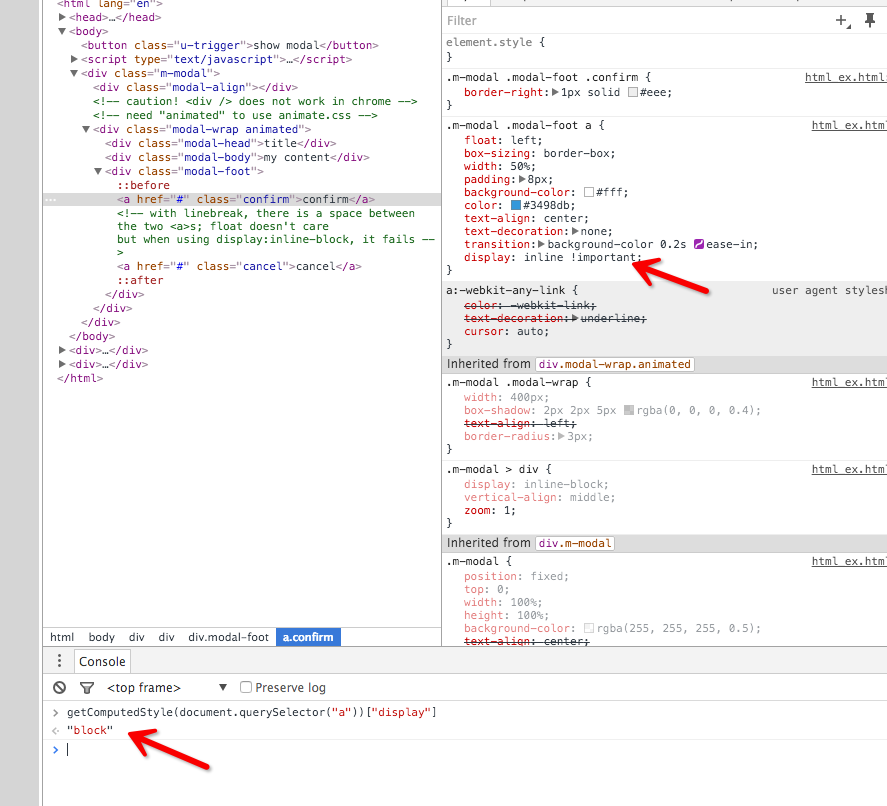 <html lang="en">
<head>…</head>
<body>
<button class="u-trigger">show modal</button>
<script type="text/javascript">…</script>
<div class="m-modal">
<div class="modal-align"></div>
<!-- caution! <div /> does not work in chrome -->
<!-- need "animated" to use animate.css -->
<div class="modal-wrap animated">
<div class="modal-head">title</div>
<div class="modal-body">my content</div>
<div class="modal-foot">
::before
<a href="#" class="confirm">confirm</a>
<!-- with linebreak, there is a space between
the two <a>s; float doesn't care
but when using display:inline-block, it fails --
>
<a href="#" class="cancel">cancel</a>
::after
</div>
</div>
</div>
</body>
<div>…</div>
<div>…</div>
</html>
html body div div div.modal-foot a.confirm
Filter
element.style {
}
.m-modal .modal-foot .confirm { html_ex.html:
border-right: 1px solid #eee;
}
.m-modal .modal-foot a { html_ex.html
float: left;
box-sizing: border-box;
width: 50%;
padding: 8px;
background-color: #fff;
color: #3498db;
text-align: center;
text-decoration: none;
transition: background-color 0.2s ease-in;
display: inline !important;
}
a:-webkit-any-link { user agent stylesh
color: -webkit-link;
text-decoration: underline;
cursor: auto;
}
Inherited from div.modal-wrap.animated
.m-modal .modal-wrap { html_ex.html
width: 400px;
box-shadow: 2px 2px 5px rgba(0, 0, 0, 0.4);
text-align: left;
border-radius: 3px;
}
.m-modal > div { html_ex.html
display: inline-block;
vertical-align: middle;
zoom: 1;
}
Inherited from div.m-modal
.m-modal { html_ex.html
position: fixed;
top: 0;
width: 100%;
height: 100%;
background-color: rgba(255, 255, 255, 0.5);
text-align: center;
Console
<top frame> Preserve log
getComputedStyle(document.querySelector("a"))["display"]
"block"